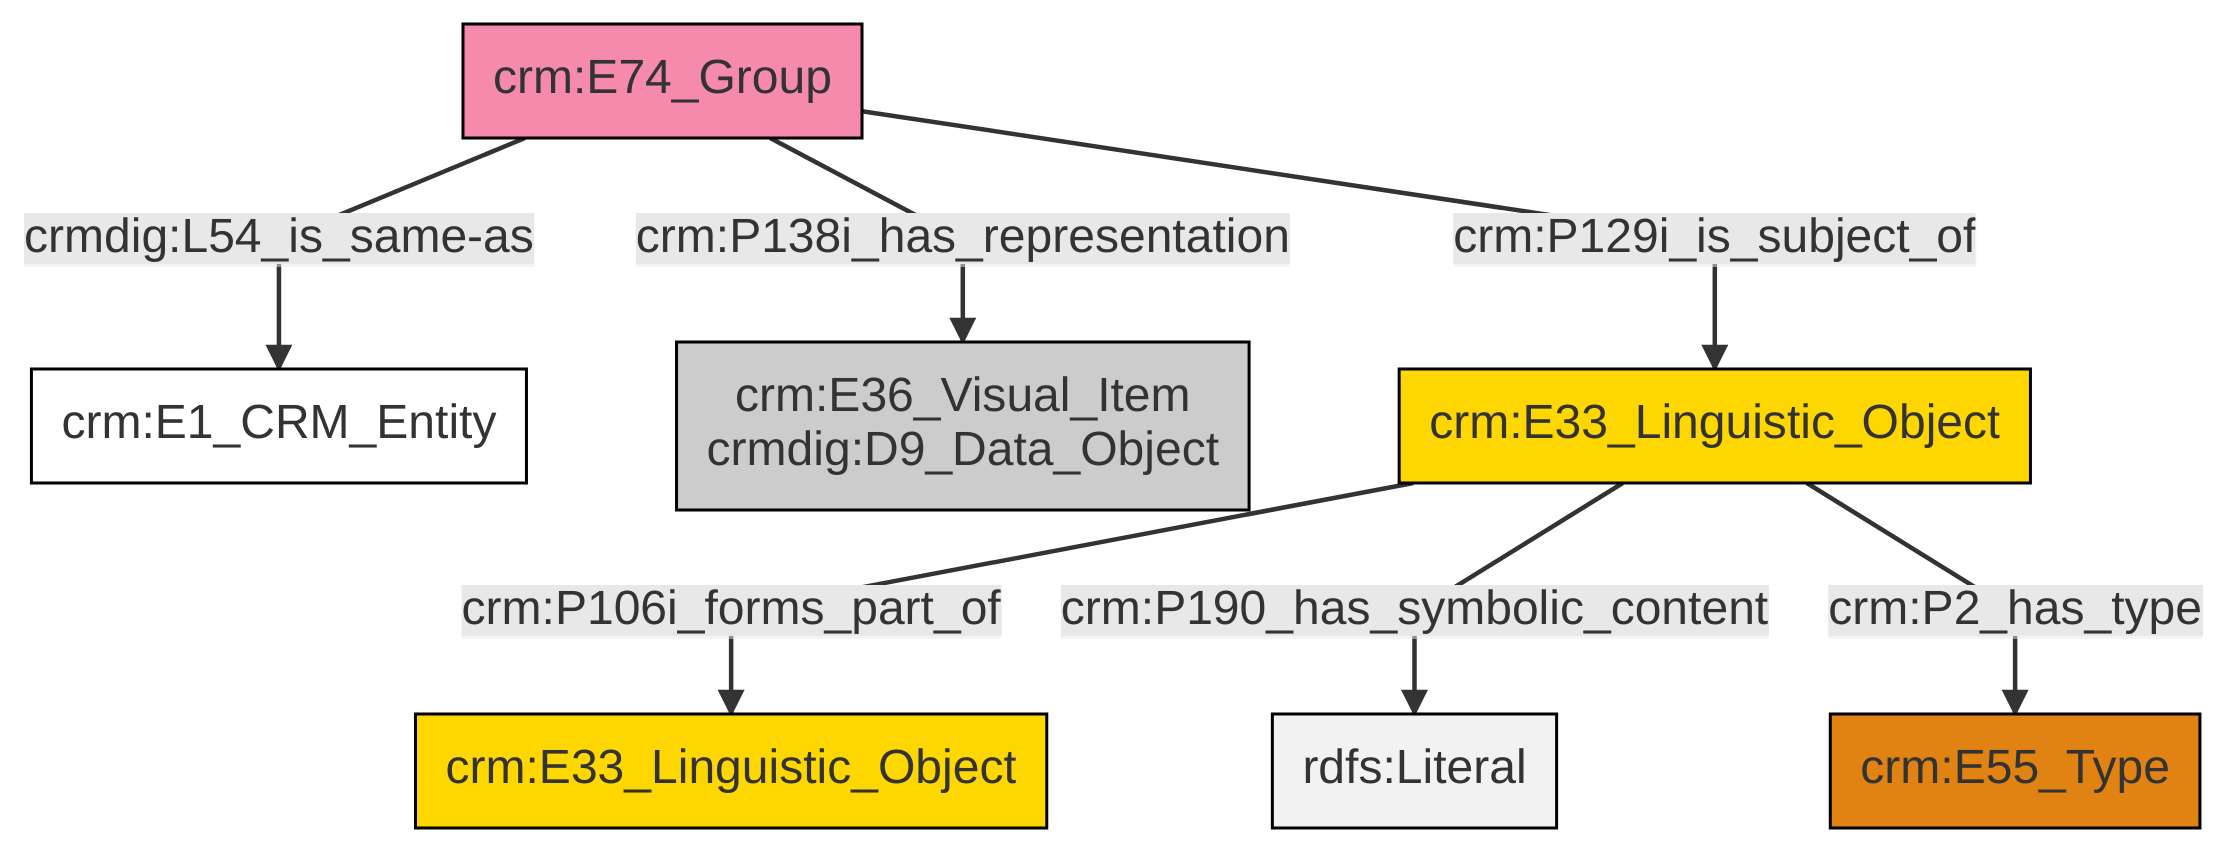 crm:E74_Group
crmdig:L54_is_same-as
crm:P138i_has_representation
crm:P129i_is_subject_of
crm:E1_CRM_Entity
crm:E36_Visual_Item
crmdig:D9_Data_Object
crm:E33_Linguistic_Object
crm:P106i_forms_part_of
crm:P190_has_symbolic_content
crm:P2_has_type
crm:E33_Linguistic_Object
rdfs:Literal
crm:E55_Type